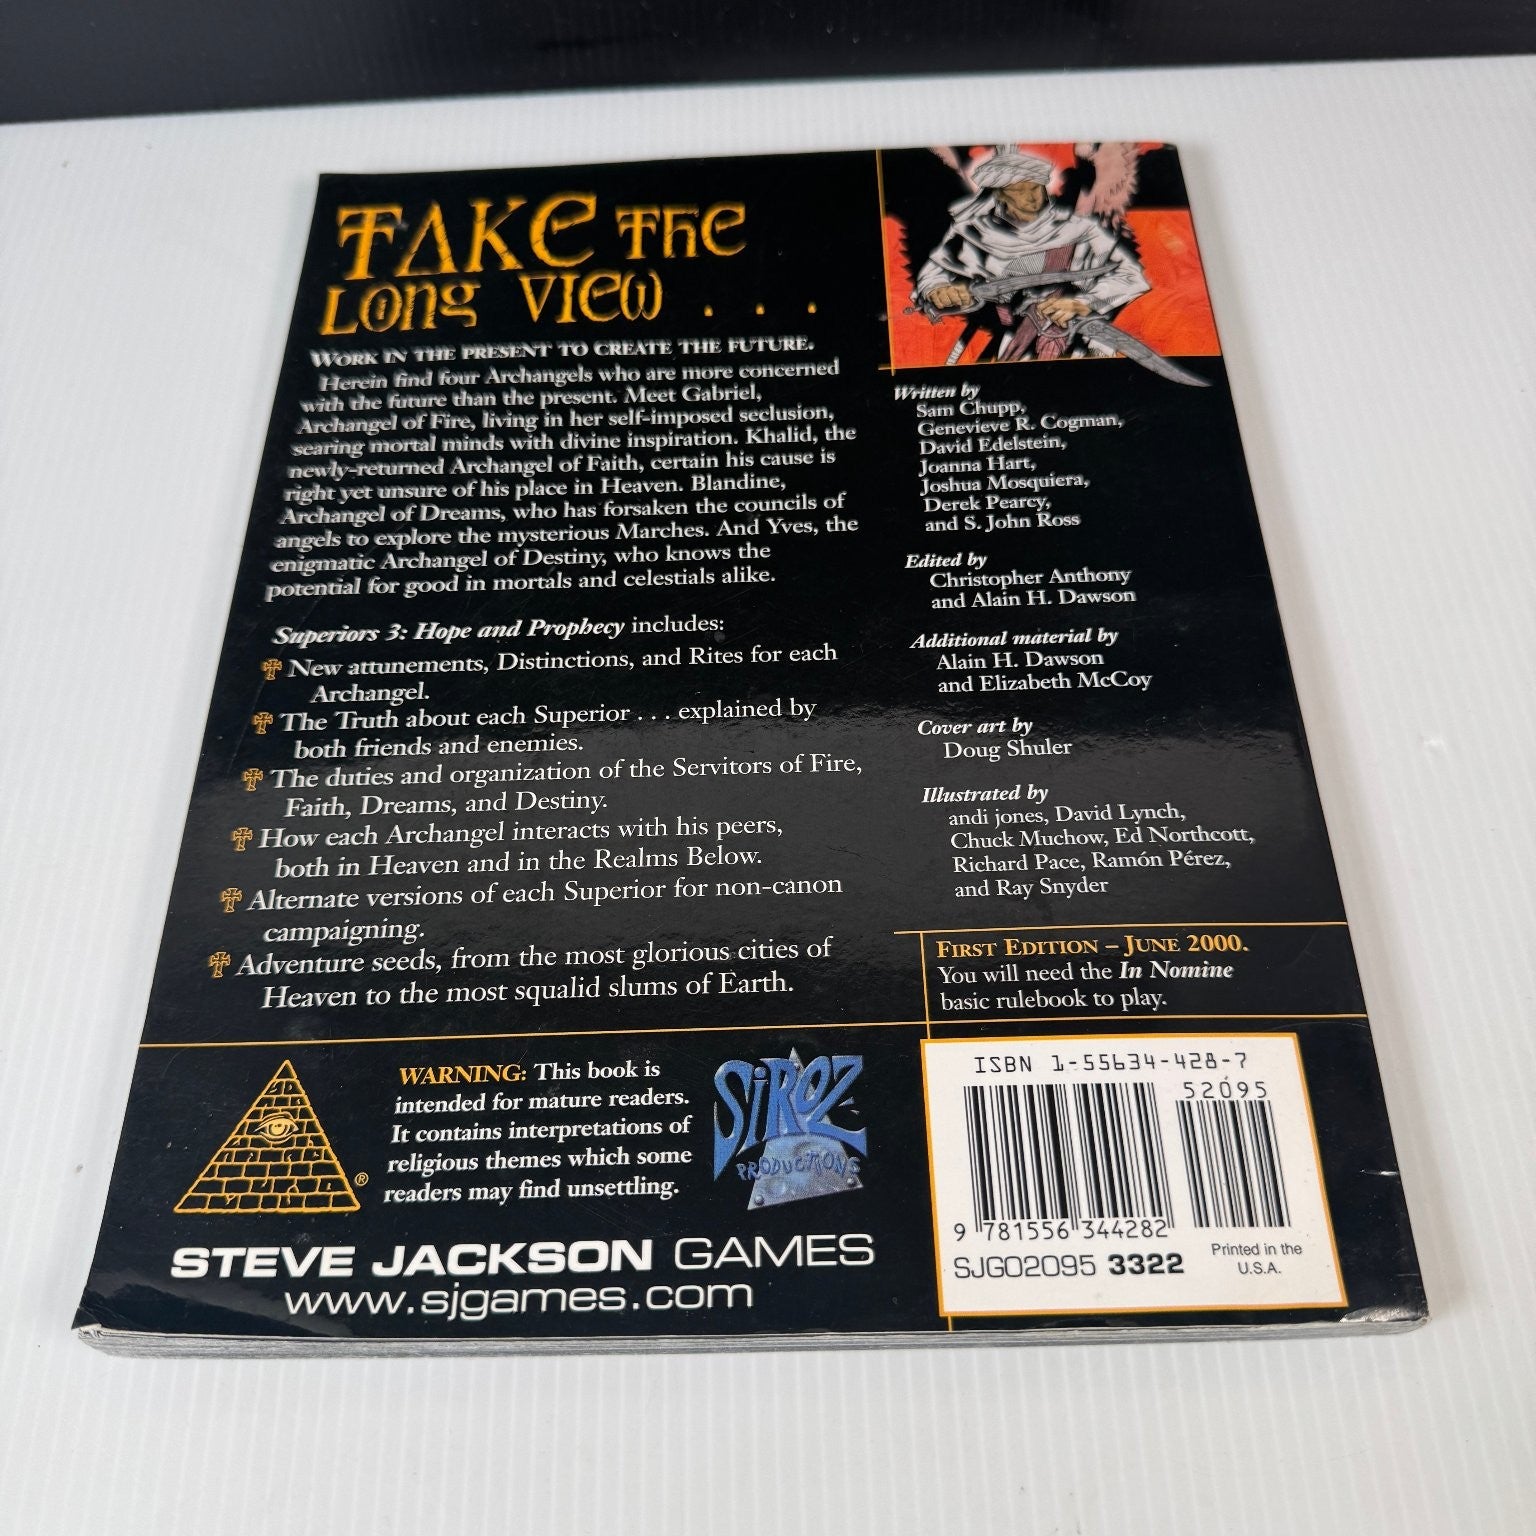 TAKE THE
LONG VIEW . . .
WORK IN THE PRESENT TO CREATE THE FUTURE.
Herein find four Archangels who are more concerned
with the future than the present. Meet Gabriel,
Archangel of Fire, living in her self-imposed seclusion,
searing mortal minds with divine inspiration. Khalid, the
newly-returned Archangel of Faith, certain his cause is
right yet unsure of his place in Heaven. Blandine,
Archangel of Dreams, who has forsaken the councils of
angels to explore the mysterious Marches. And Yves, the
enigmatic Archangel of Destiny, who knows the
potential for good in mortals and celestials alike.
Superiors 3: Hope and Prophecy includes:
New attunements, Distinctions, and Rites for each
Archangel.
The Truth about each Superior . . . explained by
both friends and enemies.
The duties and organization of the Servitors of Fire,
Faith, Dreams, and Destiny.
How each Archangel interacts with his peers,
both in Heaven and in the Realms Below.
Alternate versions of each Superior for non-canon
campaigning.
Adventure seeds, from the most glorious cities of
Heaven to the most squalid slums of Earth.
Written by
Sam Chupp,
Genevieve R. Cogman,
David Edelstein,
Joanna Hart,
Joshua Mosquiera,
Derek Pearcy,
and S. John Ross
Edited by
Christopher Anthony
and Alain H. Dawson
Additional material by
Alain H. Dawson
and Elizabeth McCoy
Cover art by
Doug Shuler
Illustrated by
andi jones, David Lynch,
Chuck Muchow, Ed Northcott,
Richard Pace, Ramón Pérez,
and Ray Snyder
FIRST EDITION – JUNE 2000.
You will need the In Nomine
basic rulebook to play.
®
WARNING: This book is
intended for mature readers.
It contains interpretations of
religious themes which some
readers may find unsettling.
SIROZ
PRODUCTIONS
STEVE JACKSON GAMES
www.sjgames.com
ISBN 1-55634-428-7
52095
9 781556 344282
SJG02095 3322
Printed in the
U.S.A.